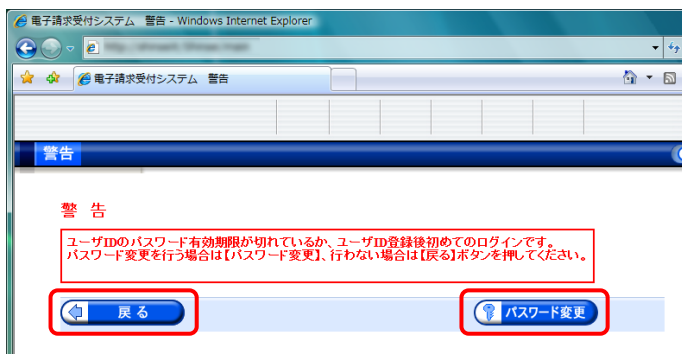 電子請求受付システム 警告 - Windows Internet Explorer
電子請求受付システム 警告
警告
警 告
ユーザIDのパスワード有効期限が切れているか、ユーザID登録後初めてのログインです。
パスワード変更を行う場合は【パスワード変更】、行わない場合は【戻る】ボタンを押してください。
戻 る
パスワード変更